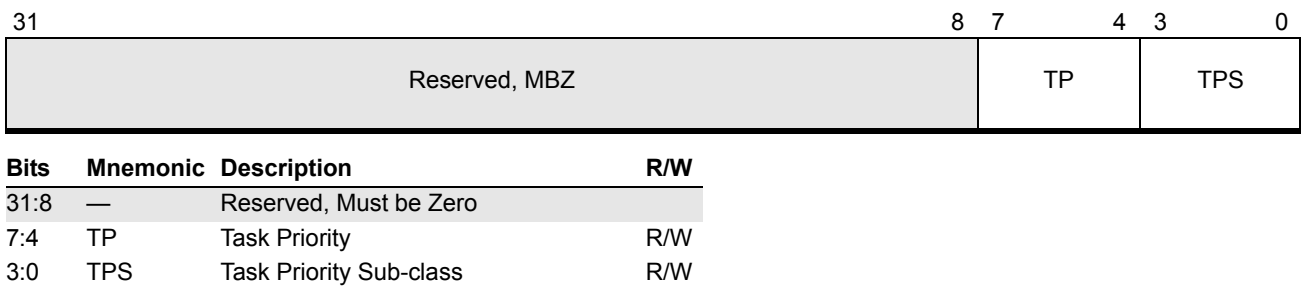 31 8 7 4 3 0
Reserved, MBZ TP TPS
Bits Mnemonic Description R/W
31:8 — Reserved, Must be Zero
7:4 TP Task Priority R/W
3:0 TPS Task Priority Sub-class R/W